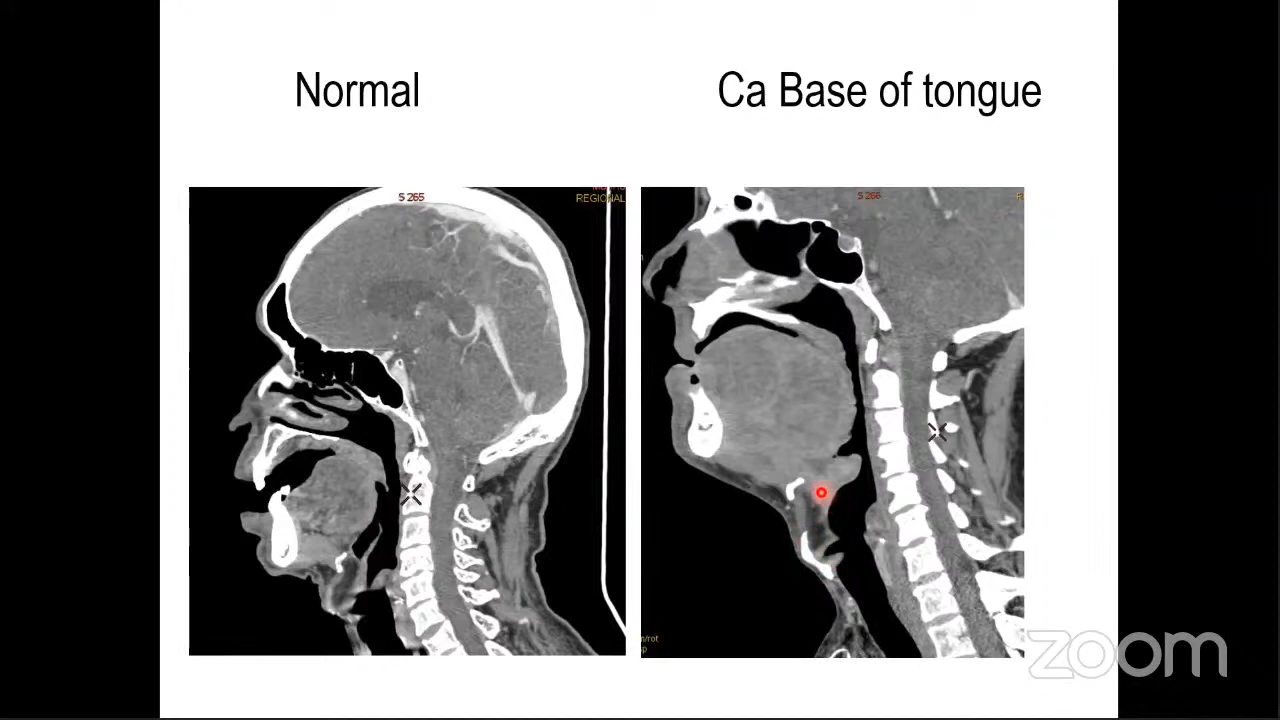 Normal
Ca Base of tongue
S 265
REGIONAL
S 266
zoom